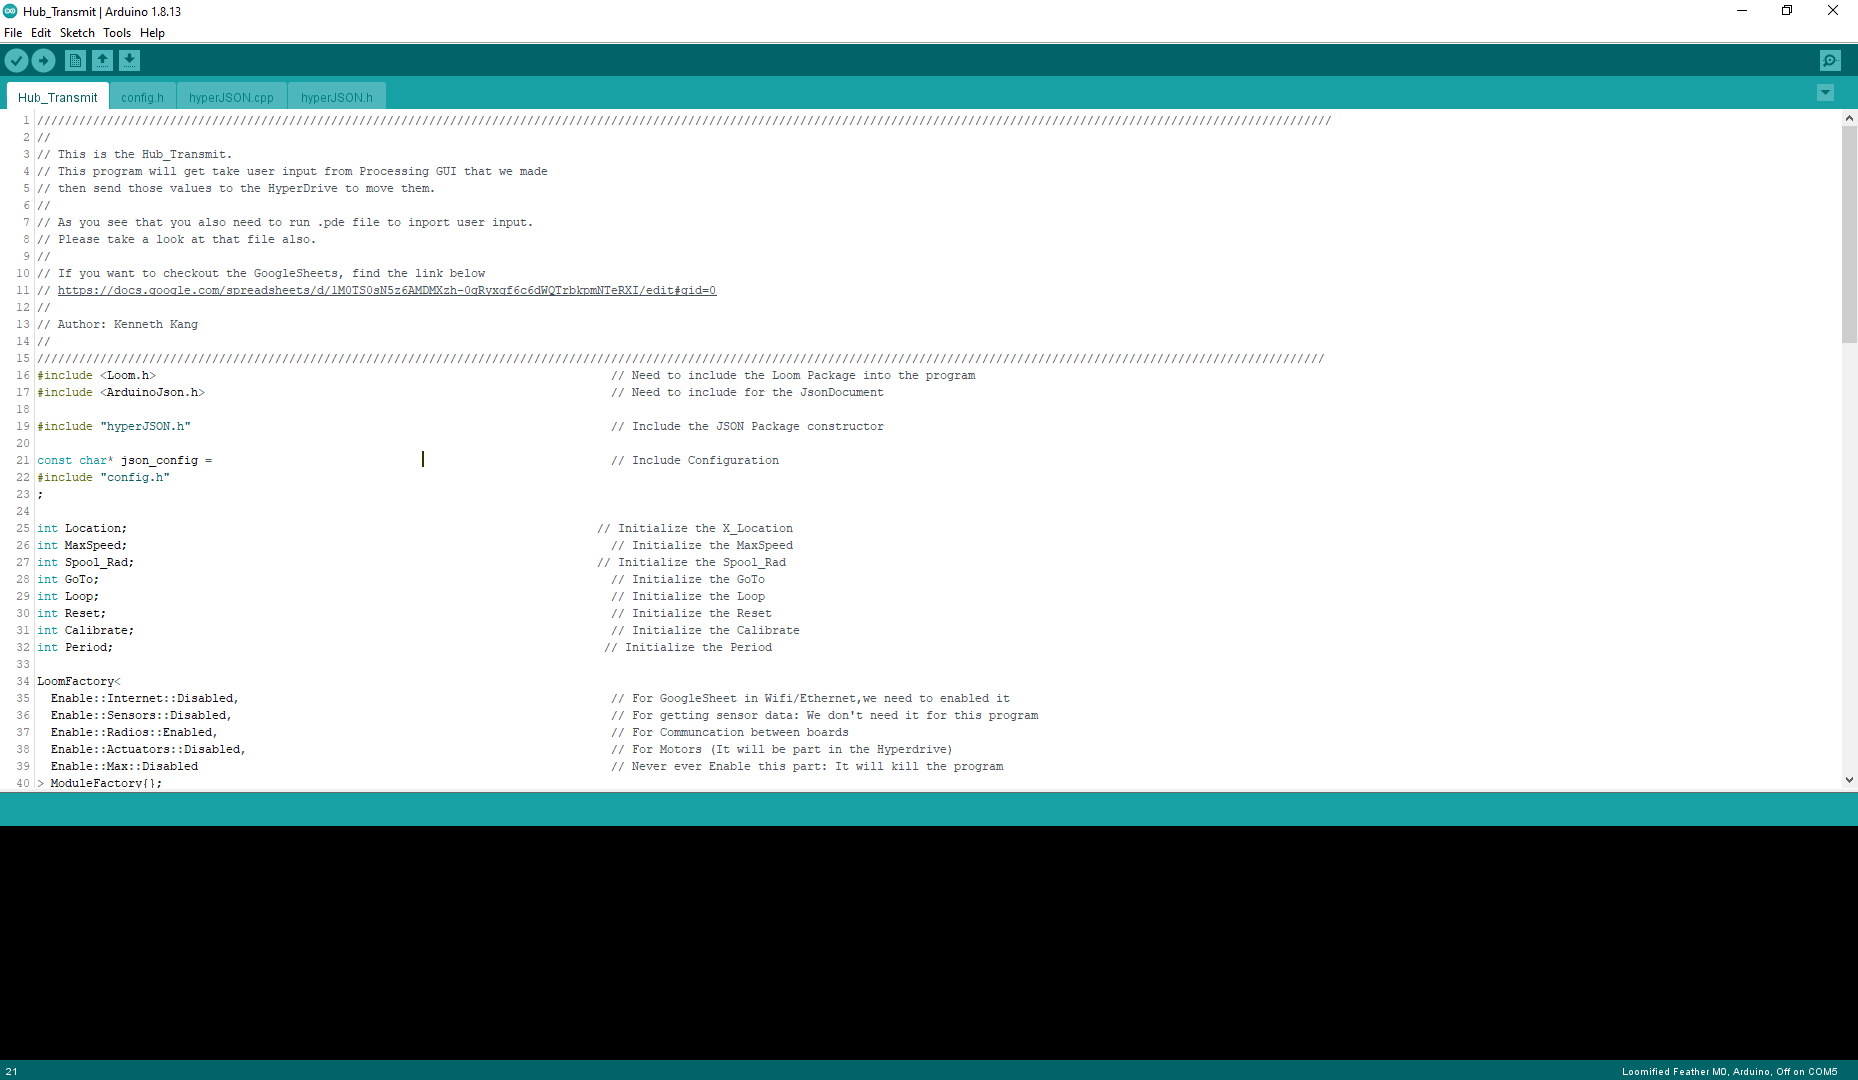 Hub_Transmit | Arduino 1.8.13
File Edit Sketch Tools Help
Hub_Transmit config.h hyperJSON.cpp hyperJSON.h
1 ////////////////////////////////////////////////////////////////////////////////////////////////////////////////////////////////////////////////////////////////////////////////////////
2 //
3 // This is the Hub_Transmit.
4 // This program will get take user input from Processing GUI that we made
5 // then send those values to the HyperDrive to move them.
6 //
7 // As you see that you also need to run .pde file to inport user input.
8 // Please take a look at that file also.
9 //
10 // If you want to checkout the GoogleSheets, find the link below
11 // https://docs.google.com/spreadsheets/d/1M0TS0sN5z6AMDMXzh-0gRyxgf6c6dWQTrbkpmNTeRXI/edit#gid=0
12 //
13 // Author: Kenneth Kang
14 //
15 ///////////////////////////////////////////////////////////////////////////////////////////////////////////////////////////////////////////////////////////////////////////////////////
16 #include <Loom.h> // Need to include the Loom Package into the program
17 #include <ArduinoJson.h> // Need to include for the JsonDocument
18
19 #include "hyperJSON.h" // Include the JSON Package constructor
20
21 const char* json_config = // Include Configuration
22 #include "config.h"
23 ;
24
25 int Location; // Initialize the X_Location
26 int MaxSpeed; // Initialize the MaxSpeed
27 int Spool_Rad; // Initialize the Spool_Rad
28 int GoTo; // Initialize the GoTo
29 int Loop; // Initialize the Loop
30 int Reset; // Initialize the Reset
31 int Calibrate; // Initialize the Calibrate
32 int Period; // Initialize the Period
33
34 LoomFactory<
35 Enable::Internet::Disabled, // For GoogleSheet in Wifi/Ethernet,we need to enabled it
36 Enable::Sensors::Disabled, // For getting sensor data: We don't need it for this program
37 Enable::Radios::Enabled, // For Communcation between boards
38 Enable::Actuators::Disabled, // For Motors (It will be part in the Hyperdrive)
39 Enable::Max::Disabled // Never ever Enable this part: It will kill the program
40 > ModuleFactory{};
21 Loomified Feather M0, Arduino, Off on COM5